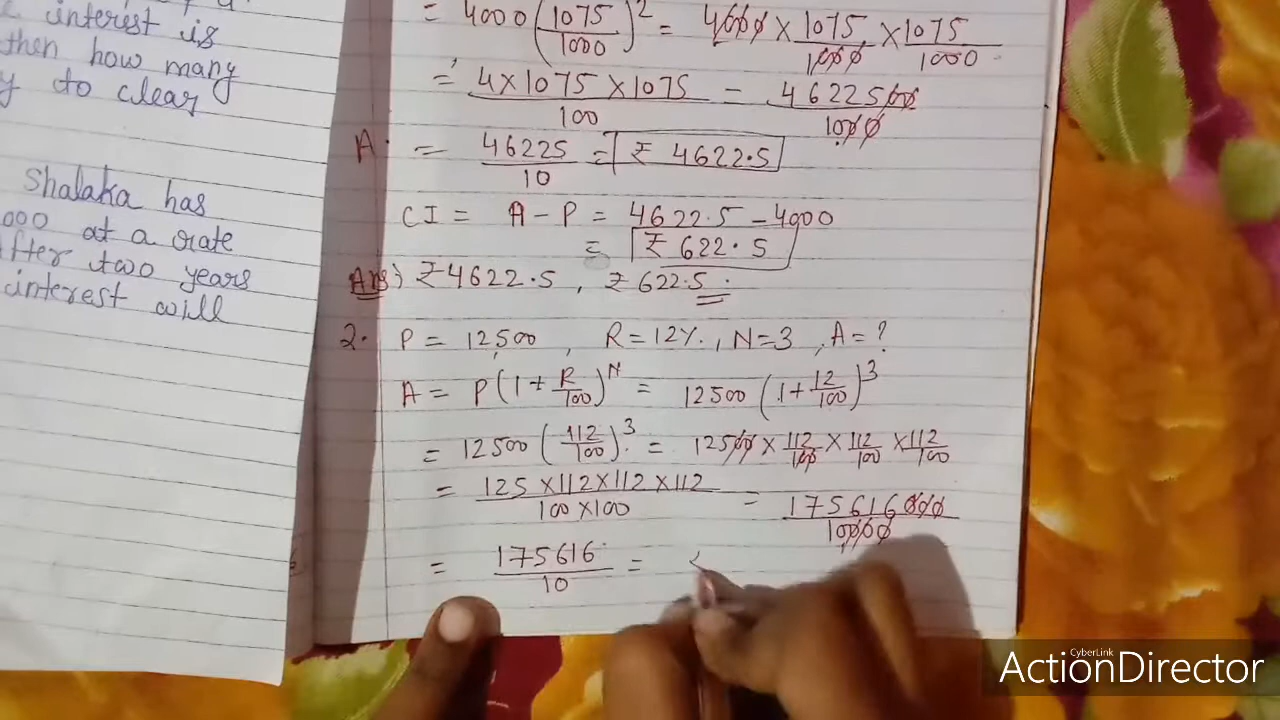 interest is
then how many
y to clear
Shalaka has
000 at a rate
After two years
interest will
= 4000 (1075/1000)² = 4000 × 1075/1000 × 1075/1000
= 4×1075×1075/100 = 4622500/1000
A = 46225/10 = ₹ 4622.5
CI = A - P = 4622.5 - 4000
= ₹ 622.5
Ans) ₹ 4622.5, ₹ 622.5.
2. P = 12,500, R = 12%, N = 3, A = ?
A = P(1 + R/100)^N = 12500 (1 + 12/100)³
= 12500 (112/100)³ = 12500 × 112/100 × 112/100 × 112/100
= 125×112×112×112/100×100 = 175616000/10000
= 175616/10 =
CyberLink
ActionDirector